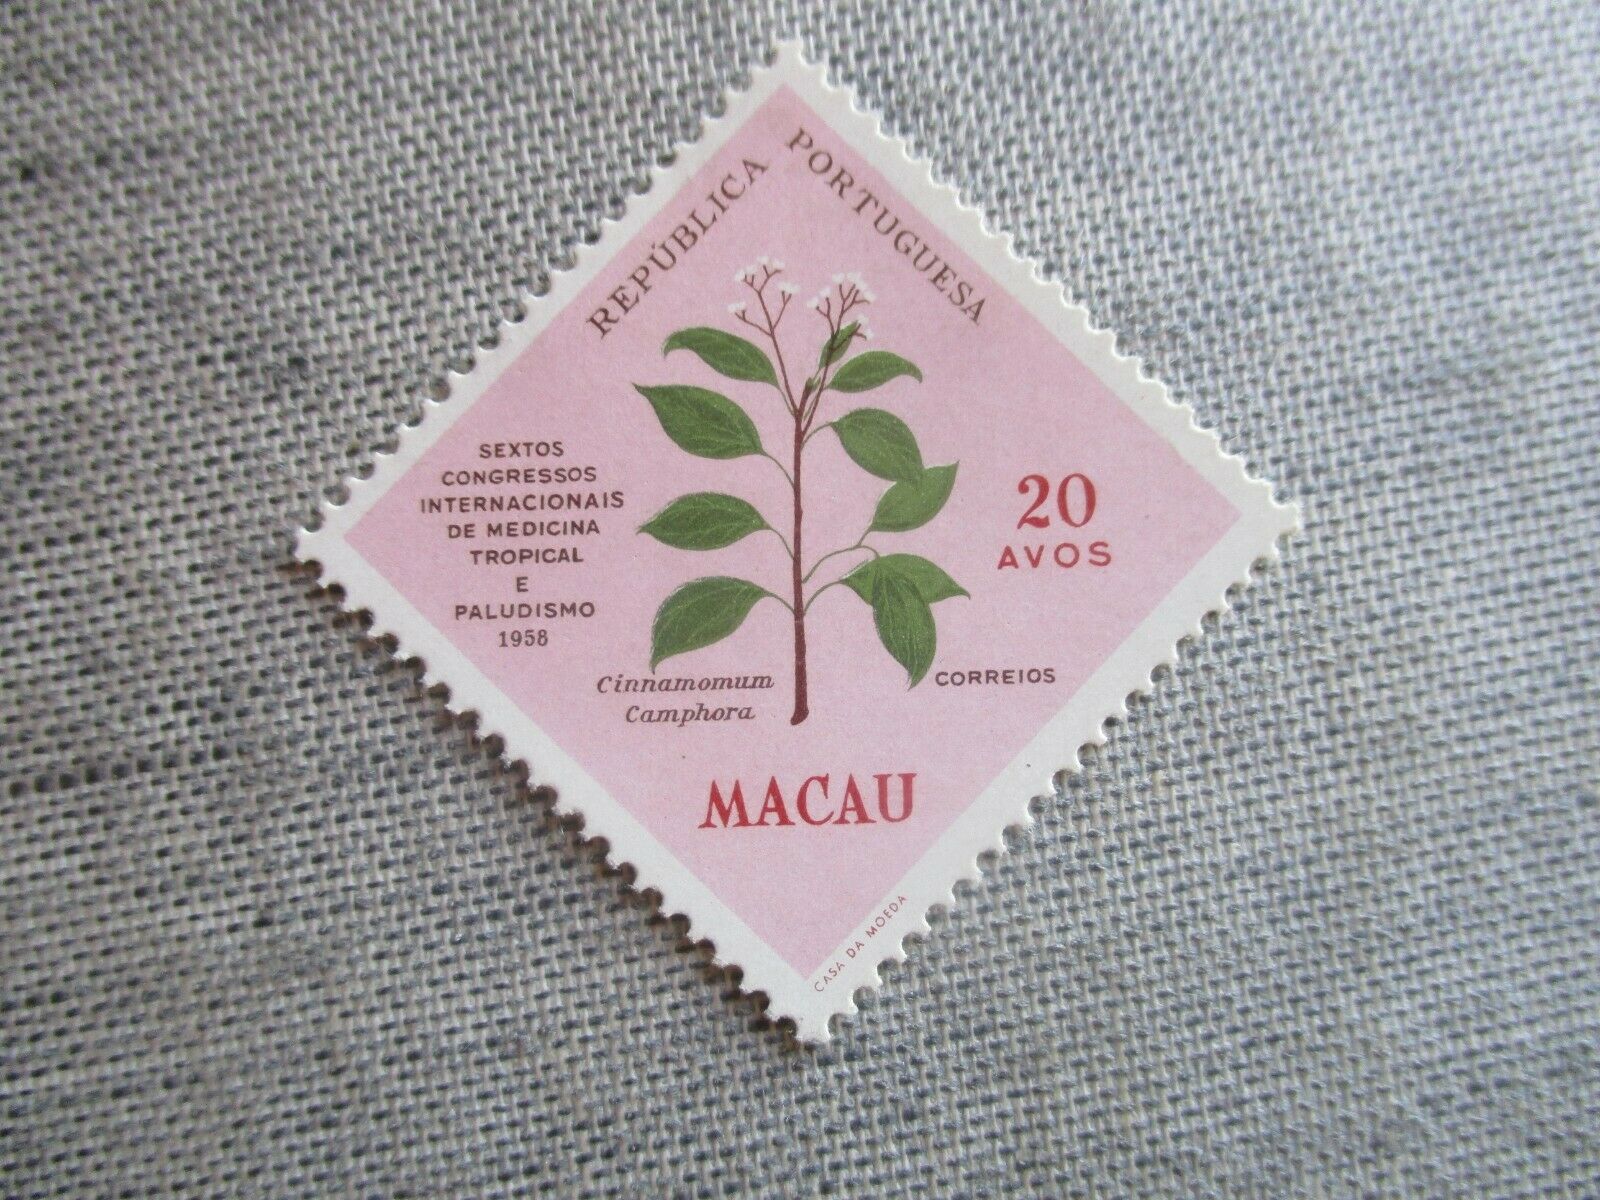 REPÚBLICA PORTUGUESA
SEXTOS
CONGRESSOS
INTERNACIONAIS
DE MEDICINA
TROPICAL
E
PALUDISMO
1958
20
AVOS
Cinnamomum
Camphora
CORREIOS
MACAU
CASA DA MOEDA